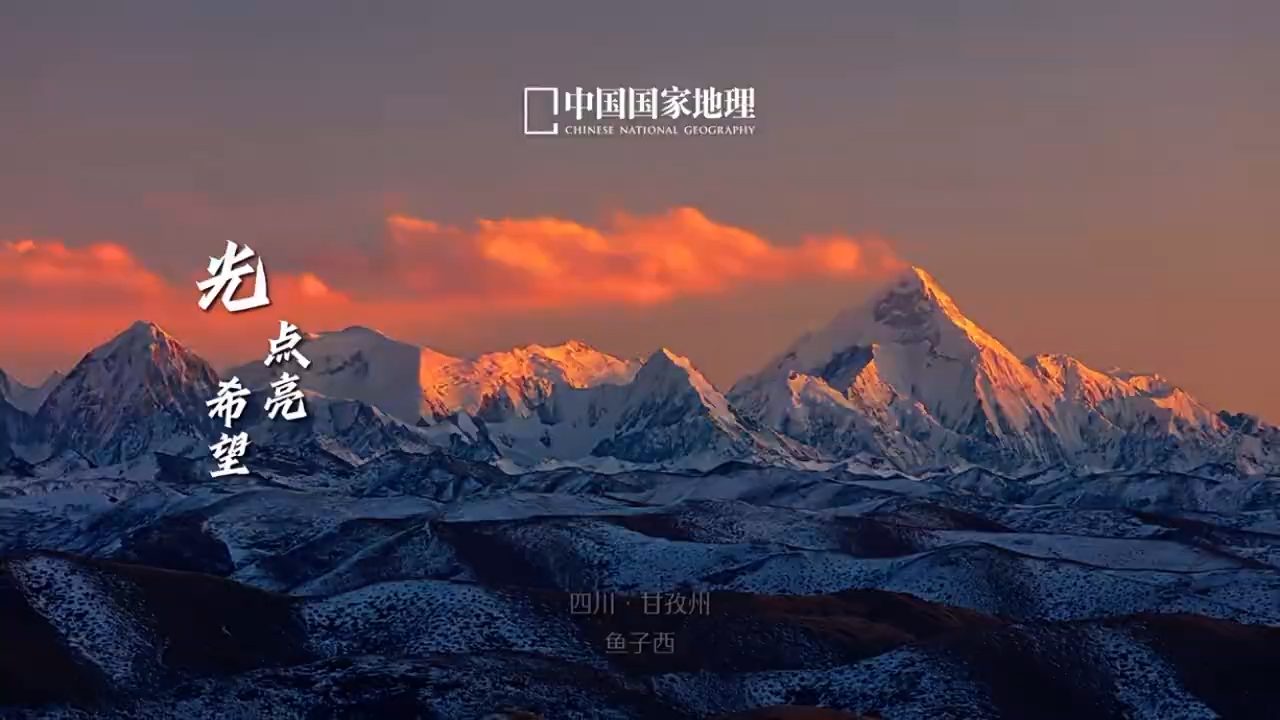 中国国家地理
CHINESE NATIONAL GEOGRAPHY
光
点亮
希望
四川·甘孜州
鱼子西